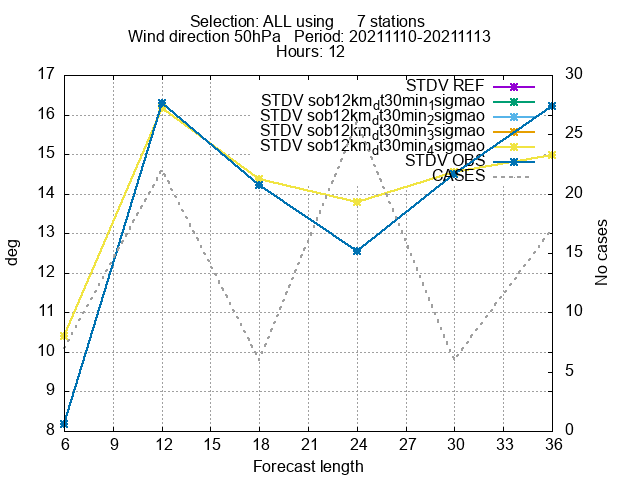 Selection: ALL using 7 stations
Wind direction 50hPa Period: 20211110-20211113
Hours: 12
STDV REF
STDV sob12km_dt30min_1sigmao
STDV sob12km_dt30min_2sigmao
STDV sob12km_dt30min_3sigmao
STDV sob12km_dt30min_4sigmao
STDV OBS
CASES
17
16
15
14
13
12
11
10
9
8
deg
30
25
20
15
10
5
0
No cases
6 9 12 15 18 21 24 27 30 33 36
Forecast length